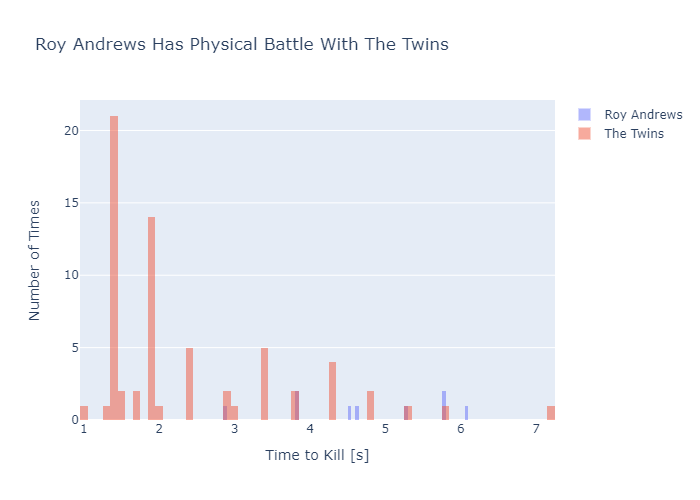 Roy Andrews Has Physical Battle With The Twins
Roy Andrews
The Twins
20
15
10
5
0
Number of Times
1 2 3 4 5 6 7
Time to Kill [s]